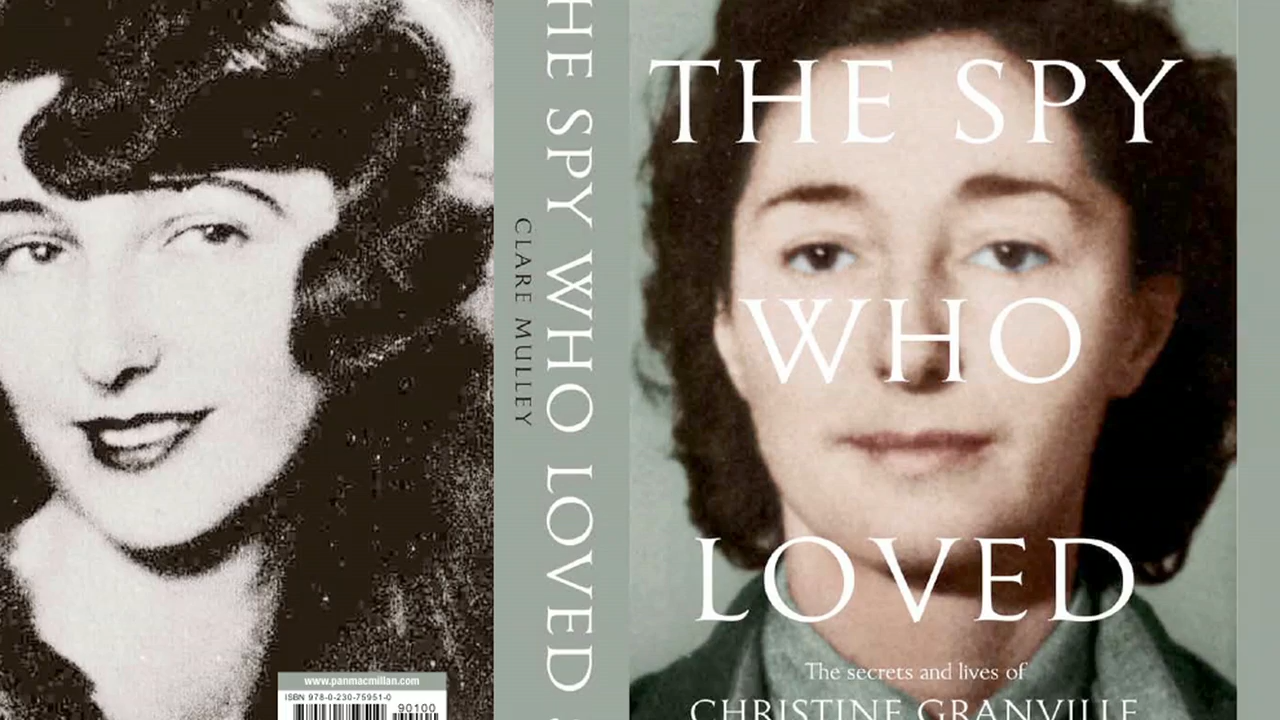 www.panmacmillan.com
ISBN 978-0-230-75951-0
90100
CLARE MULLEY
HE SPY WHO LOVED
THE SPY
WHO
LOVED
The secrets and lives of
CHRISTINE GRANVILLE